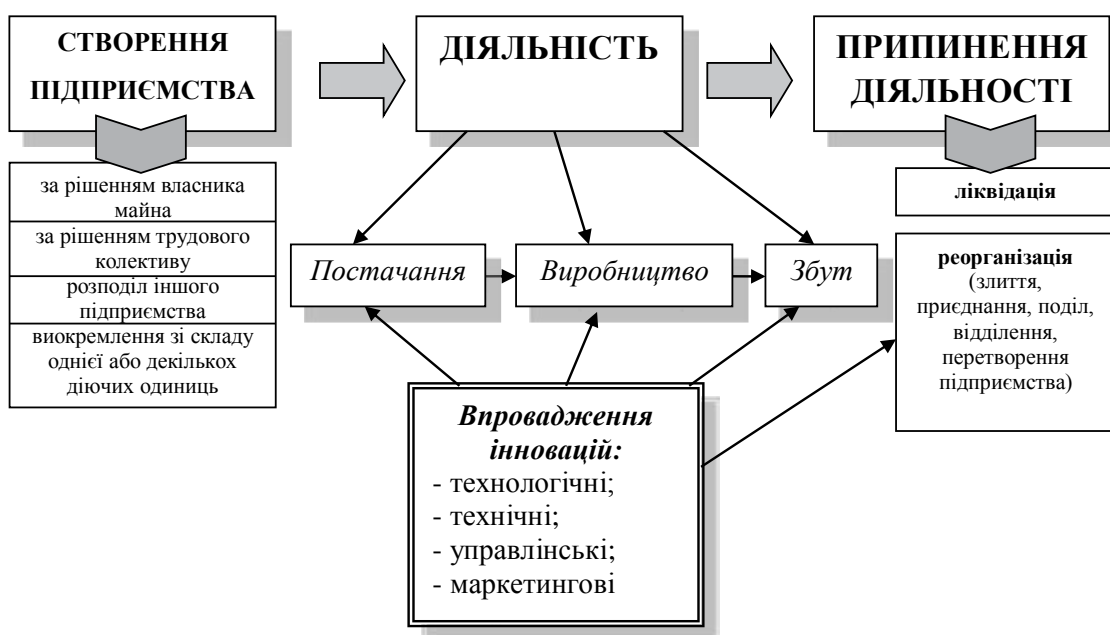 СТВОРЕННЯ
ПІДПРИЄМСТВА
ДІЯЛЬНІСТЬ
ПРИПИНЕННЯ
ДІЯЛЬНОСТІ
за рішенням власника
майна
за рішенням трудового
колективу
розподіл іншого
підприємства
виокремлення зі складу
однієї або декількох
діючих одиниць
Постачання
Виробництво
Збут
ліквідація
реорганізація
(злиття,
приєднання, поділ,
відділення,
перетворення
підприємства)
Впровадження
інновацій:
- технологічні;
- технічні;
- управлінські;
- маркетингові